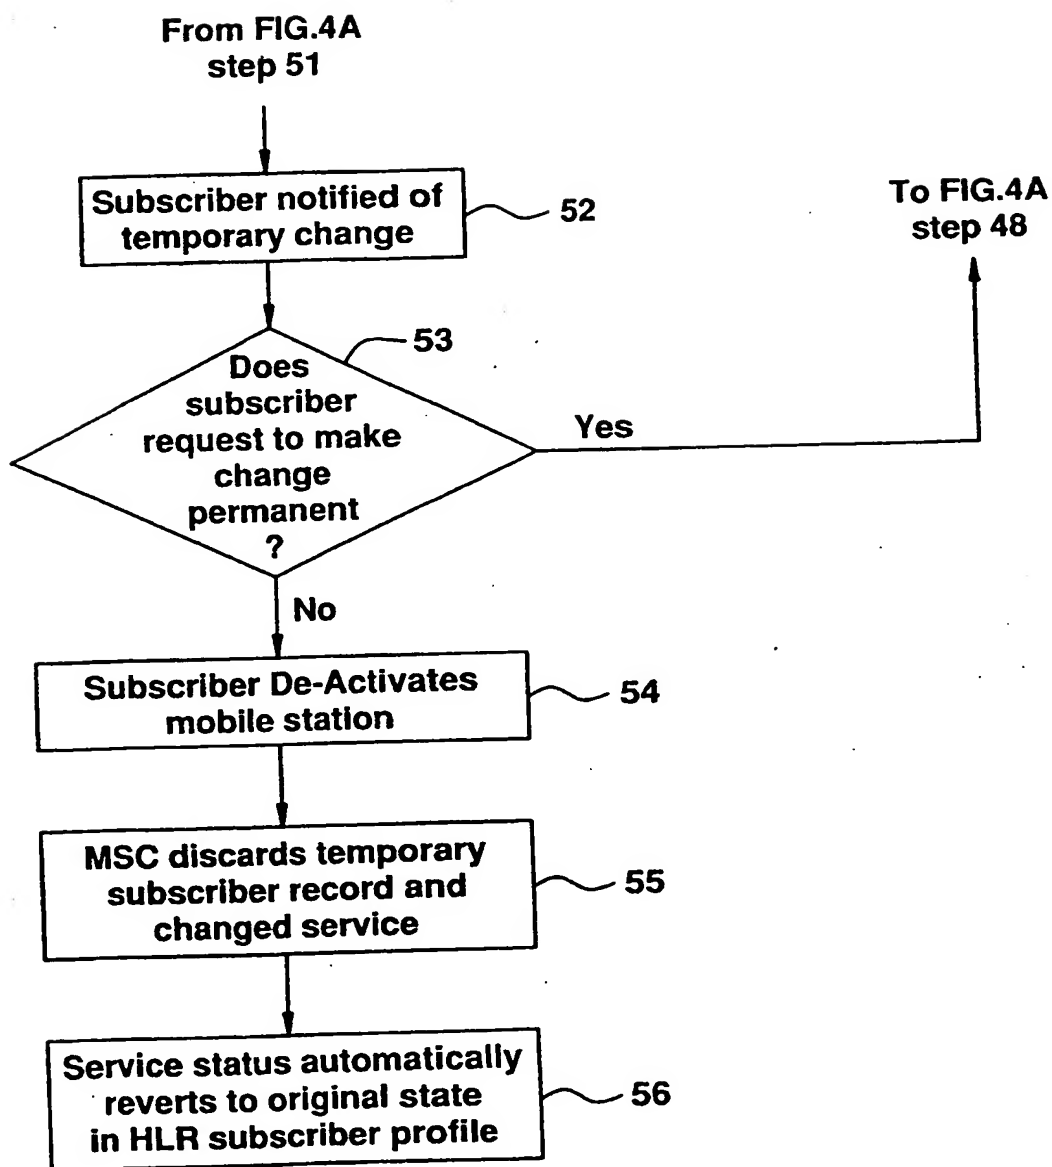 From FIG.4A
step 51
Subscriber notified of
temporary change
52
To FIG.4A
step 48
53
Does
subscriber
request to make
change
permanent
?
Yes
No
Subscriber De-Activates
mobile station
54
MSC discards temporary
subscriber record and
changed service
55
Service status automatically
reverts to original state
in HLR subscriber profile
56